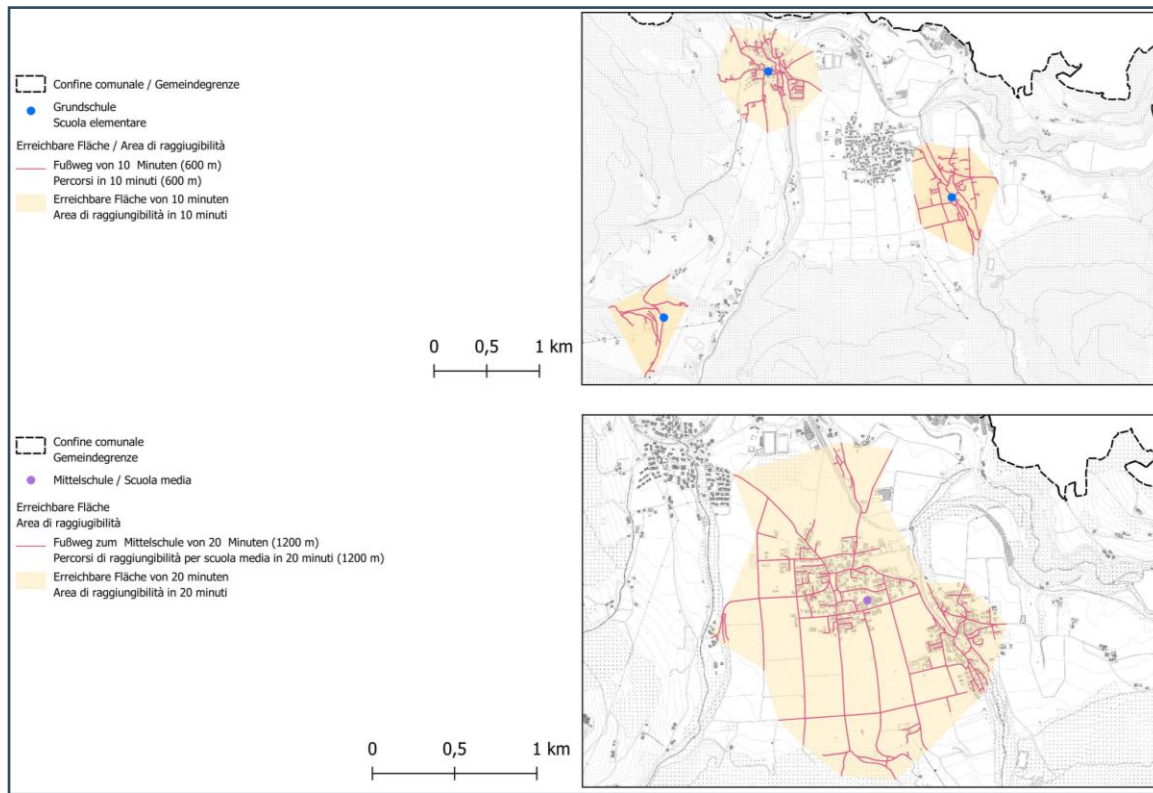 Confine comunale / Gemeindegrenze
Grundschule
Scuola elementare
Erreichbare Fläche / Area di raggiugibilità
Fußweg von 10 Minuten (600 m)
Percorsi in 10 minuti (600 m)
Erreichbare Fläche von 10 minuten
Area di raggiungibilità in 10 minuti
0 0,5 1 km
Confine comunale
Gemeindegrenze
Mittelschule / Scuola media
Erreichbare Fläche
Area di raggiugibilità
Fußweg zum Mittelschule von 20 Minuten (1200 m)
Percorsi di raggiungibilità per scuola media in 20 minuti (1200 m)
Erreichbare Fläche von 20 minuten
Area di raggiungibilità in 20 minuti
0 0,5 1 km